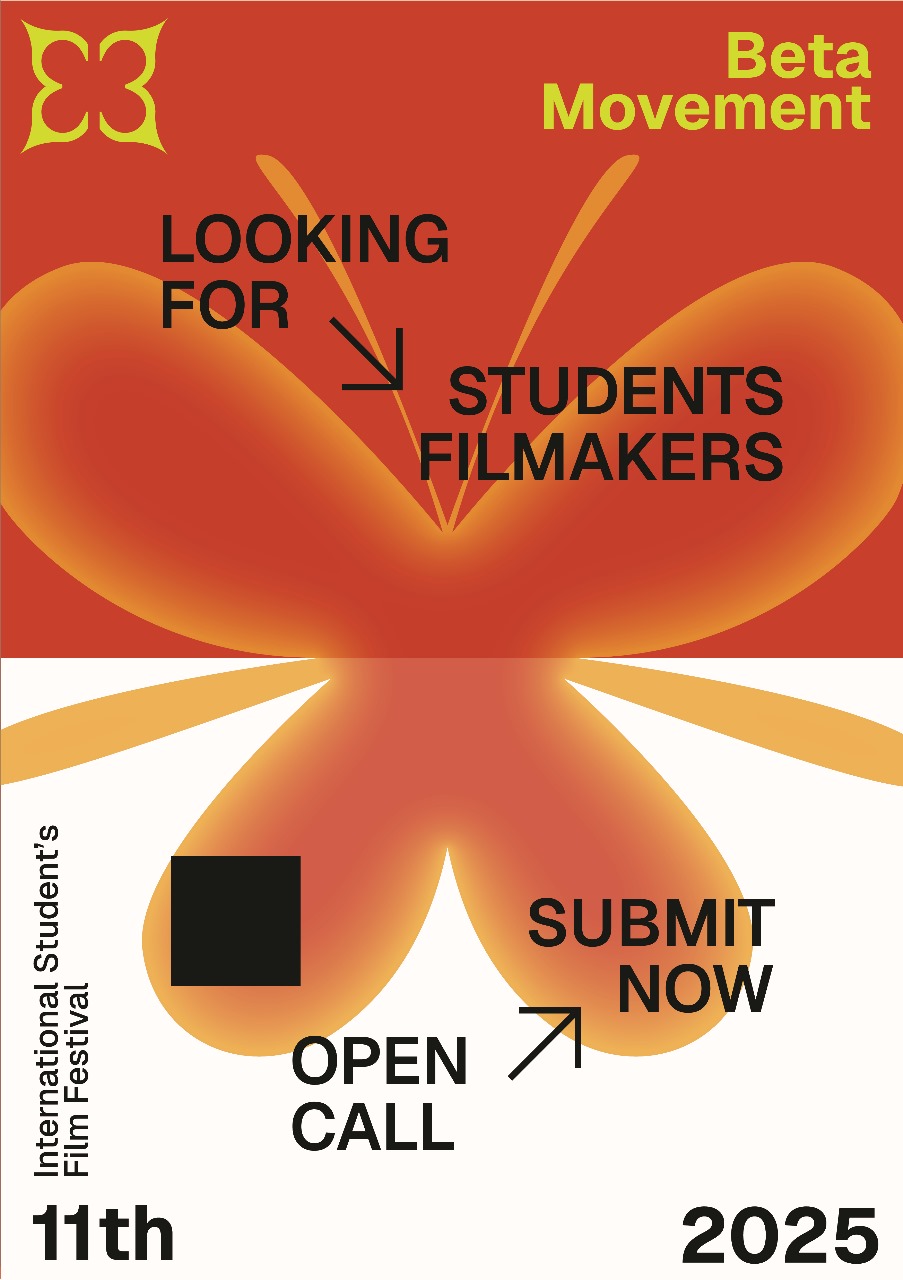 Beta
Movement
LOOKING
FOR
STUDENTS
FILMAKERS
International Student’s
Film Festival
SUBMIT
NOW
OPEN
CALL
11th
2025